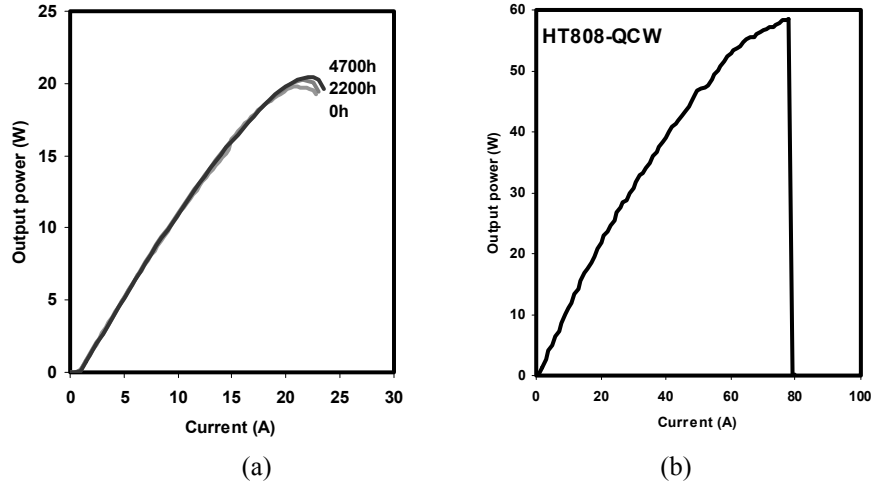 4700h
2200h
0h
25
20
15
10
5
0
Output power (W)
0 5 10 15 20 25 30
Current (A)
(a)
HT808-QCW
60
50
40
30
20
10
0
Output power (W)
0 20 40 60 80 100
Current (A)
(b)